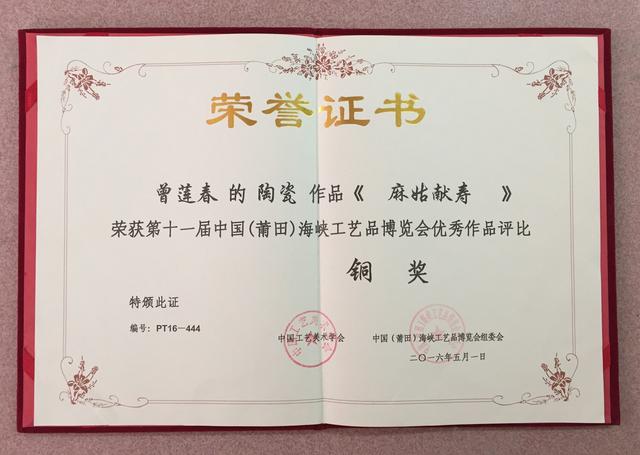 荣誉证书
曾莲春 的 陶瓷 作品《 麻姑献寿 》
荣获第十一届中国(莆田)海峡工艺品博览会优秀作品评比
铜 奖
特颁此证
编号：PT16-444
中国工艺美术学会 中国（莆田）海峡工艺品博览会组委会
二〇一六年五月一日